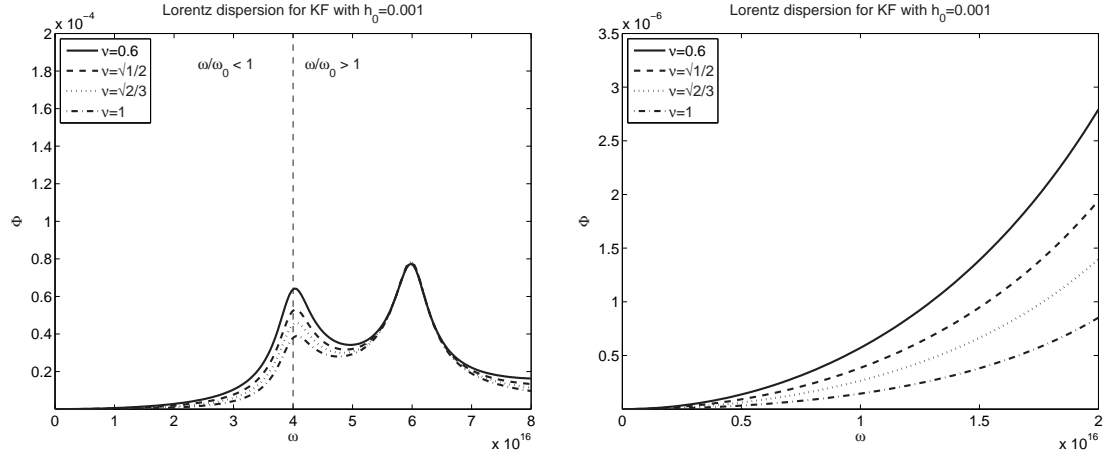 Lorentz dispersion for KF with h₀=0.001
x 10⁻⁴
2
1.8
1.6
1.4
1.2
1
0.8
0.6
0.4
0.2
Φ
ν=0.6
ν=√1/2
ν=√2/3
ν=1
ω/ω₀ < 1
ω/ω₀ > 1
0 1 2 3 4 5 6 7 8
ω
x 10¹⁶
Lorentz dispersion for KF with h₀=0.001
x 10⁻⁶
3.5
3
2.5
2
1.5
1
0.5
Φ
ν=0.6
ν=√1/2
ν=√2/3
ν=1
0 0.5 1 1.5 2
ω
x 10¹⁶